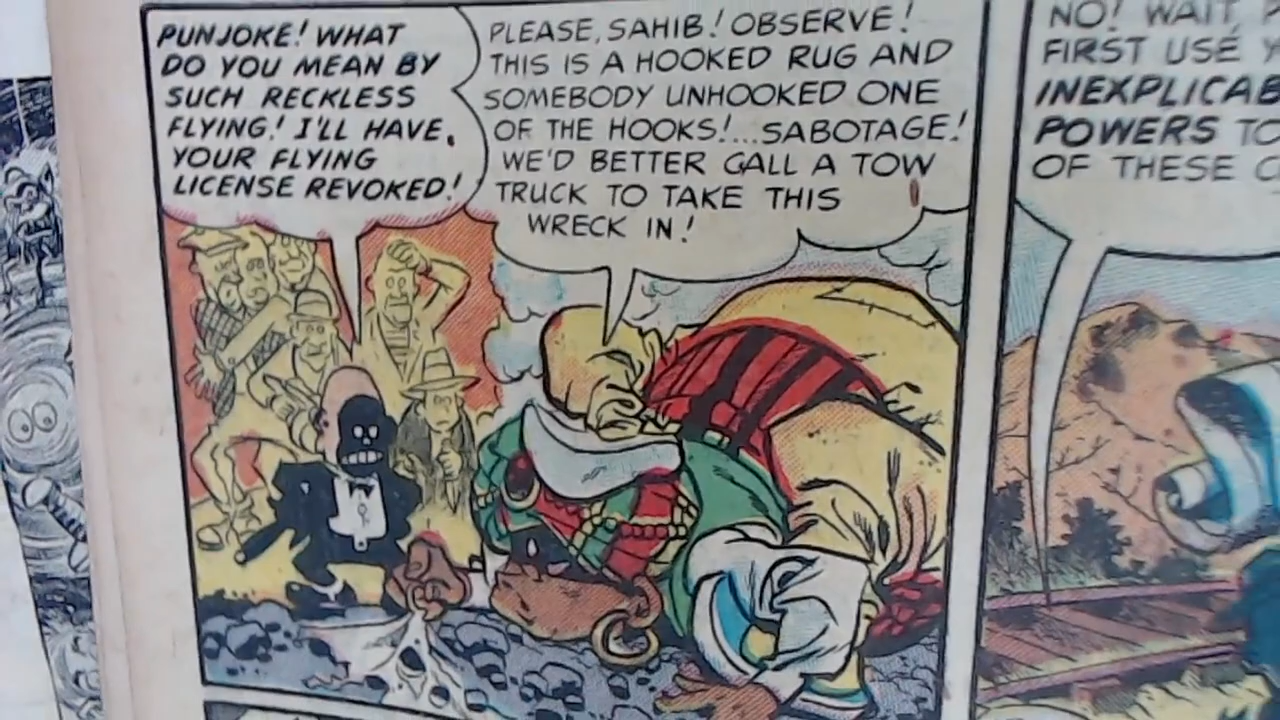 PUNJOKE! WHAT
DO YOU MEAN BY
SUCH RECKLESS
FLYING! I'LL HAVE
YOUR FLYING
LICENSE REVOKED!
PLEASE, SAHIB! OBSERVE!
THIS IS A HOOKED RUG AND
SOMEBODY UNHOOKED ONE
OF THE HOOKS!...SABOTAGE!
WE'D BETTER CALL A TOW
TRUCK TO TAKE THIS
WRECK IN!
NO! WAIT
FIRST USE
INEXPLICAB
POWERS TO
OF THESE